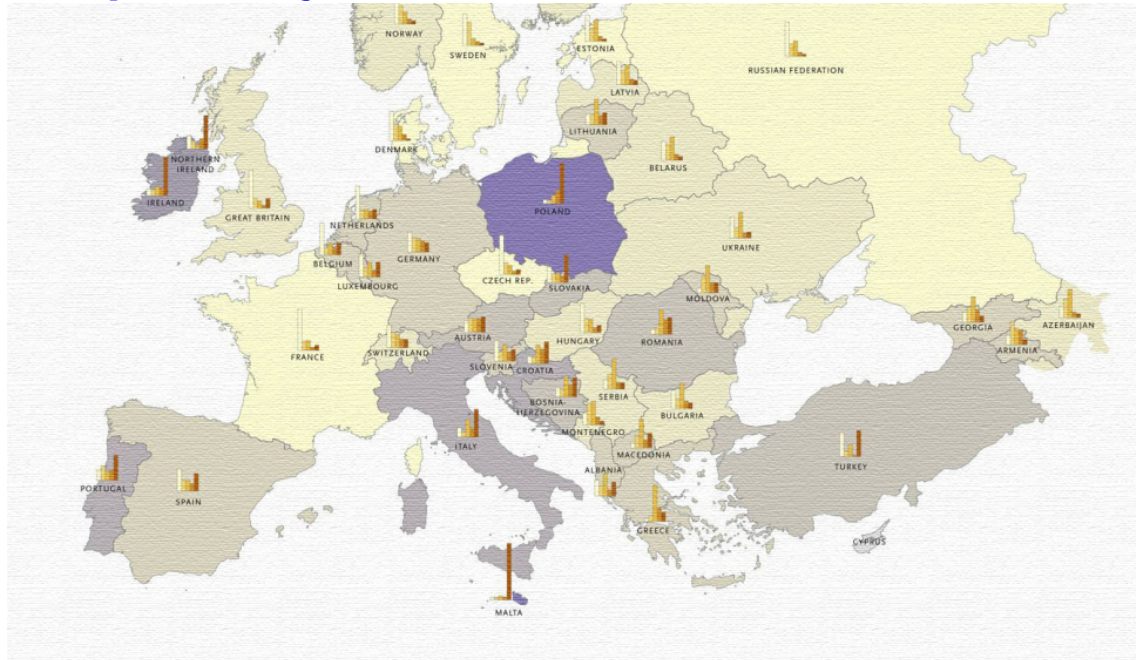 NORWAY
SWEDEN
ESTONIA
RUSSIAN FEDERATION
LATVIA
LITHUANIA
DENMARK
BELARUS
NORTHERN
IRELAND
IRELAND
GREAT BRITAIN
NETHERLANDS
POLAND
UKRAINE
BELGIUM
GERMANY
LUXEMBOURG
CZECH REP.
SLOVAKIA
MOLDOVA
FRANCE
SWITZERLAND
AUSTRIA
HUNGARY
ROMANIA
GEORGIA
AZERBAIJAN
ARMENIA
SLOVENIA
CROATIA
BOSNIA-
HERZEGOVINA
SERBIA
BULGARIA
MONTENEGRO
ITALY
MACEDONIA
ALBANIA
TURKEY
PORTUGAL
SPAIN
GREECE
CYPRUS
MALTA